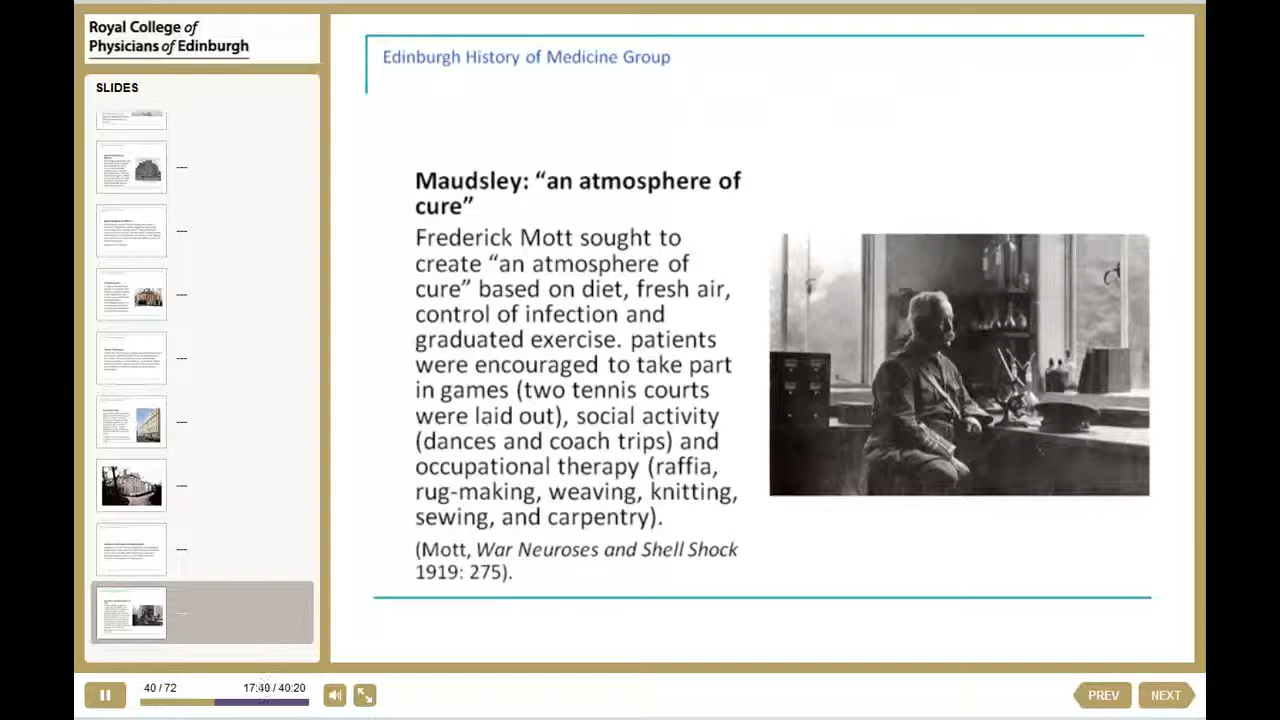 Royal College of
Physicians of Edinburgh
SLIDES
Edinburgh History of Medicine Group
Maudsley: “an atmosphere of
cure”
Frederick Mott sought to
create “an atmosphere of
cure” based on diet, fresh air,
control of infection and
graduated exercise. patients
were encouraged to take part
in games (two tennis courts
were laid out), social activity
(dances and coach trips) and
occupational therapy (raffia,
rug-making, weaving, knitting,
sewing, and carpentry).
(Mott, War Neuroses and Shell Shock
1919: 275).
40 / 72
17:40 / 40:20
PREV
NEXT